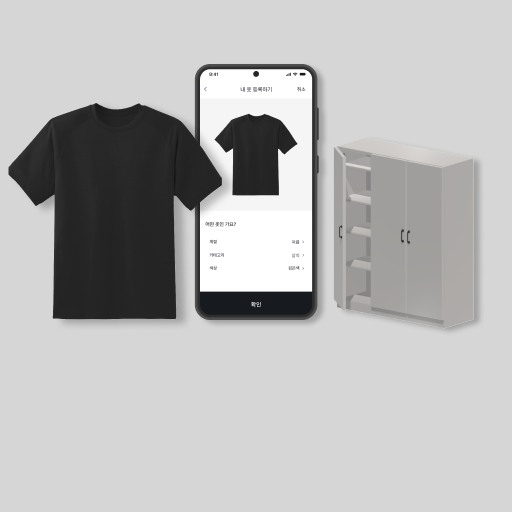 9:41
내 옷 등록하기
취소
어떤 옷인가요?
계절
여름
카테고리
상의
색상
검은색
확인